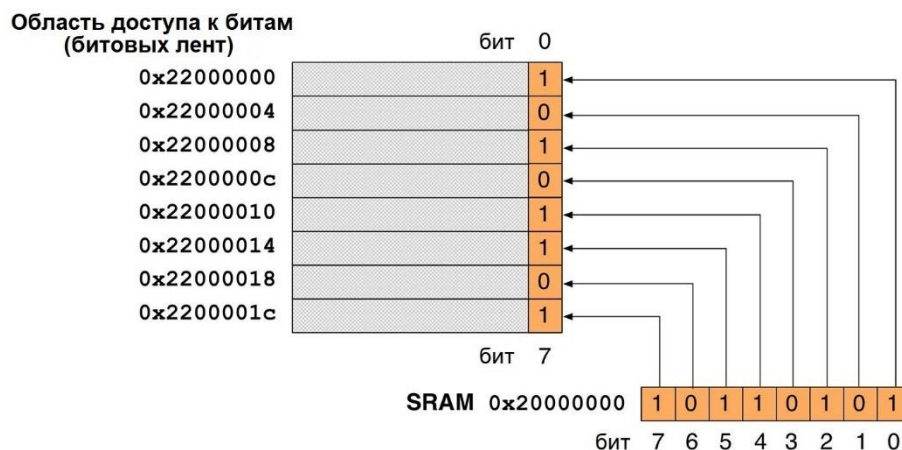 Область доступа к битам
(битовых лент)
бит 0
0x22000000 1
0x22000004 0
0x22000008 1
0x2200000c 0
0x22000010 1
0x22000014 1
0x22000018 0
0x2200001c 1
бит 7
SRAM 0x20000000 1 0 1 1 0 1 0 1
бит 7 6 5 4 3 2 1 0